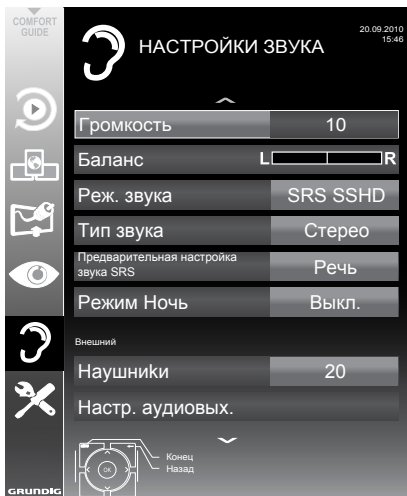 COMFORT
GUIDE
НАСТРОЙКИ ЗВУКА
20.09.2010
15:46
Громкость 10
Баланс L R
Реж. звука SRS SSHD
Тип звука Стерео
Предварительная настройка
звука SRS
Речь
Режим Ночь Выкл.
Внешний
Наушники 20
Настр. аудиовых.
Конец
Назад
OK
GRUNDIG